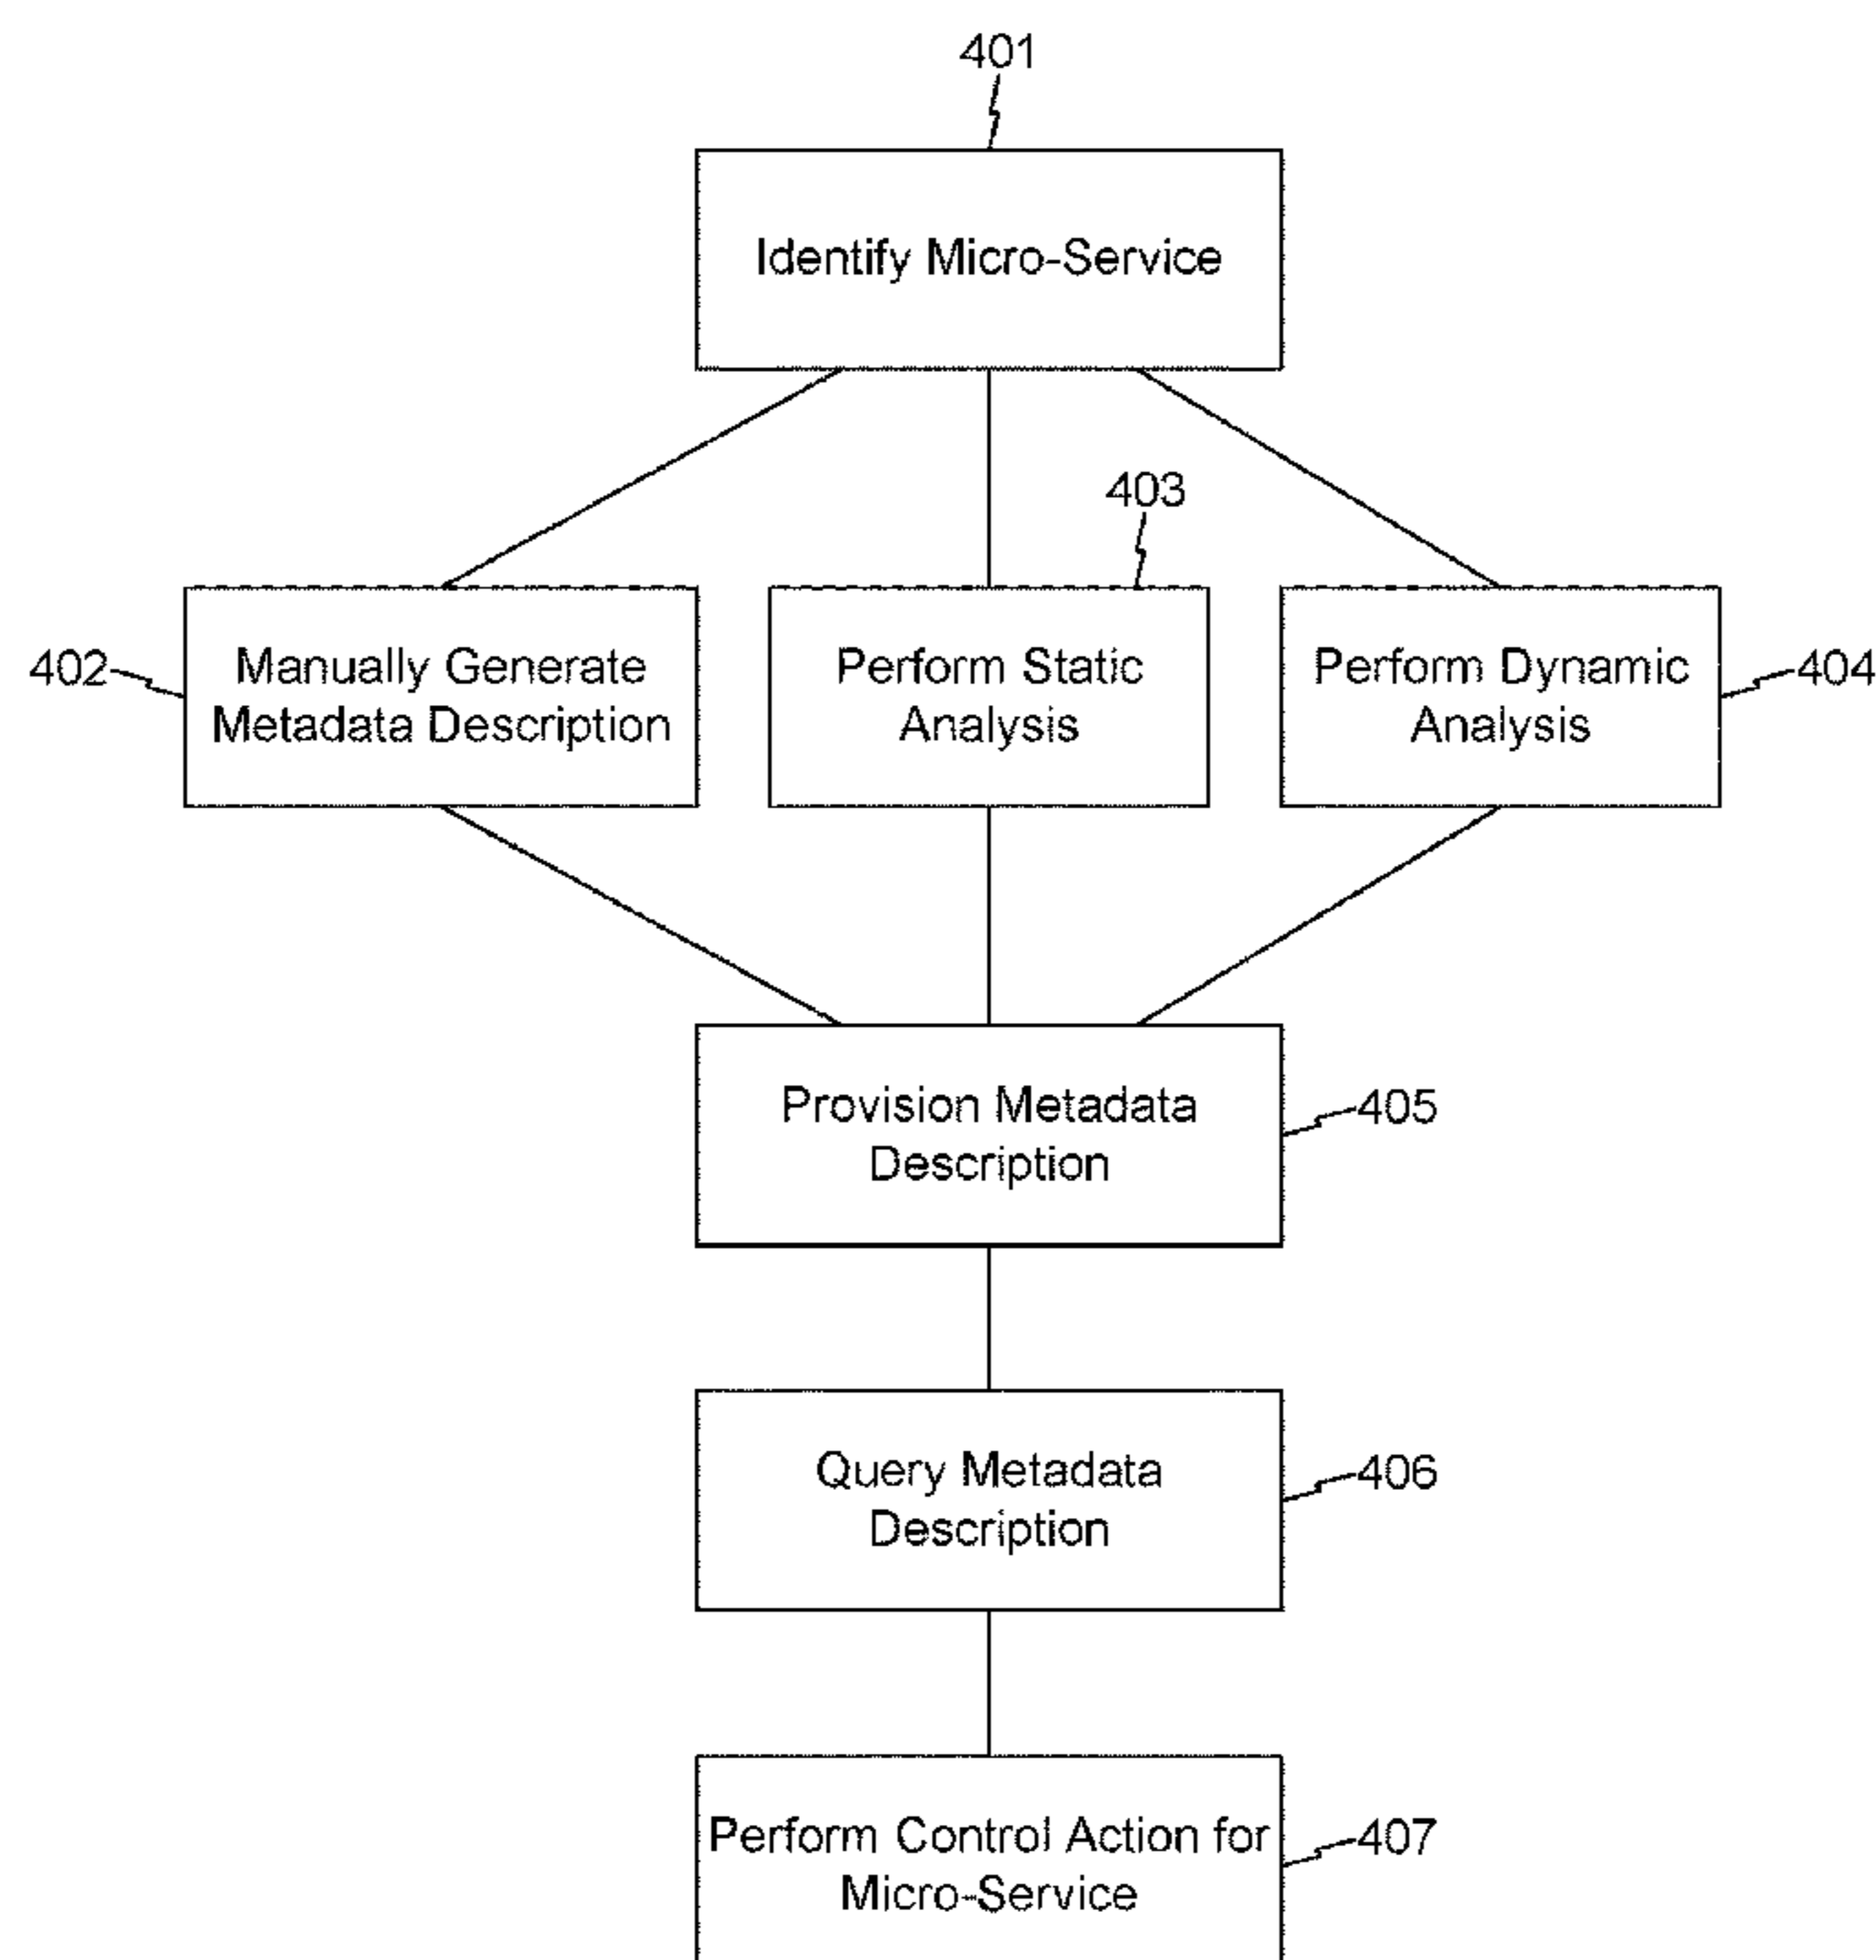 401
Identify Micro-Service
403
402
Manually Generate
Metadata Description
Perform Static
Analysis
Perform Dynamic
Analysis
404
Provision Metadata
Description
405
Query Metadata
Description
406
Perform Control Action for
Micro-Service
407